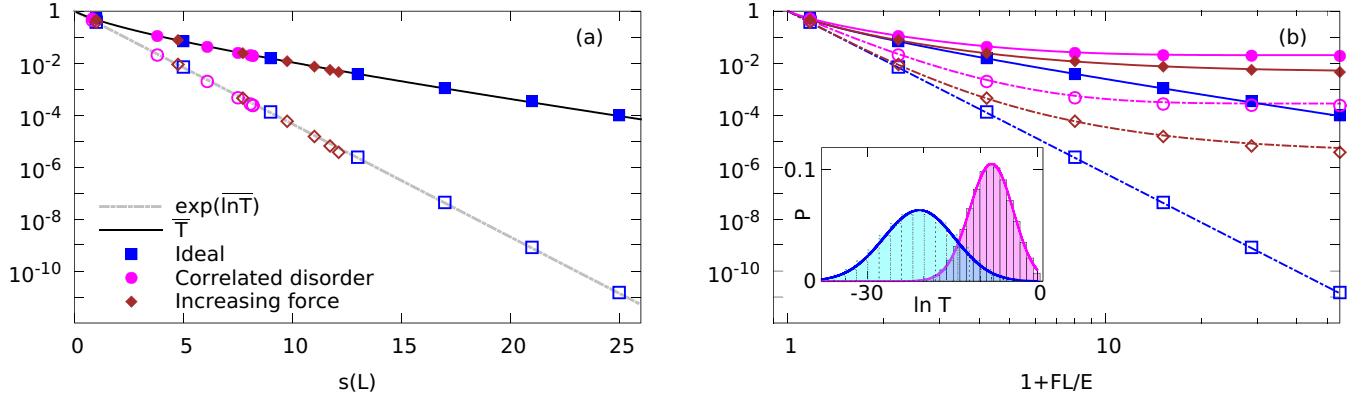 1
10^-2
10^-4
10^-6
10^-8
10^-10
(a)
exp(\overline{lnT})
\overline{T}
Ideal
Correlated disorder
Increasing force
0 5 10 15 20 25
s(L)
1
10^-2
10^-4
10^-6
10^-8
10^-10
(b)
0.1
P
0
-30 0
ln T
1 10
1+FL/E